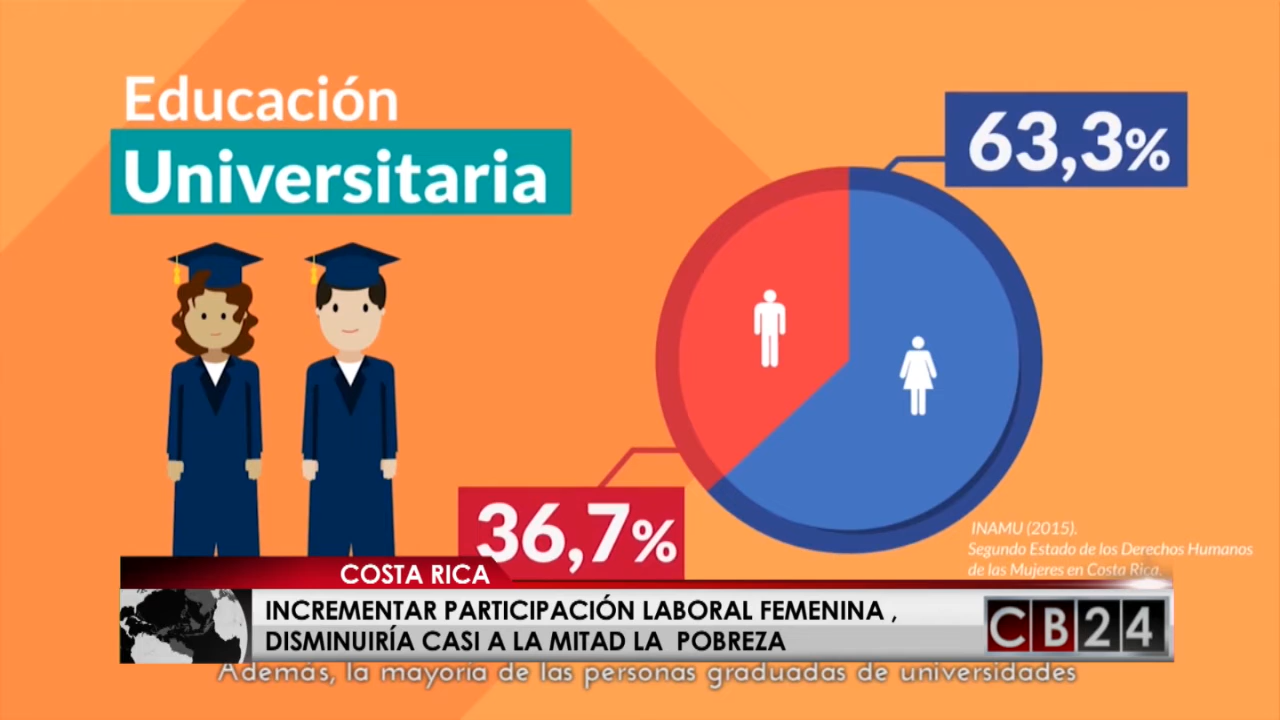 Educación
Universitaria
63,3%
36,7%
INAMU (2015).
Segundo Estado de los Derechos Humanos
de las Mujeres en Costa Rica.
COSTA RICA
INCREMENTAR PARTICIPACIÓN LABORAL FEMENINA ,
DISMINUIRÍA CASI A LA MITAD LA POBREZA
CB24
Además, la mayoría de las personas graduadas de universidades